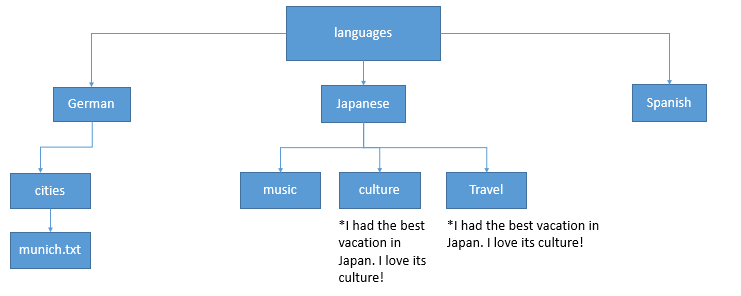 languages
German
Japanese
Spanish
cities
music
culture
Travel
munich.txt
*I had the best
vacation in
Japan. I love its
culture!
*I had the best vacation in
Japan. I love its culture!